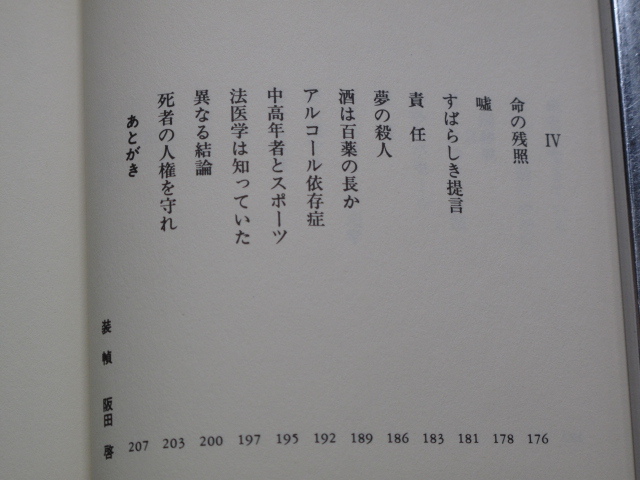 IV
命の残照 176
嘘 178
すばらしき提言 181
責任 183
夢の殺人 186
酒は百薬の長か 189
アルコール依存症 192
中高年者とスポーツ 195
法医学は知っていた 197
異なる結論 200
死者の人権を守れ 203
あとがき 207
装幀 阪田啓